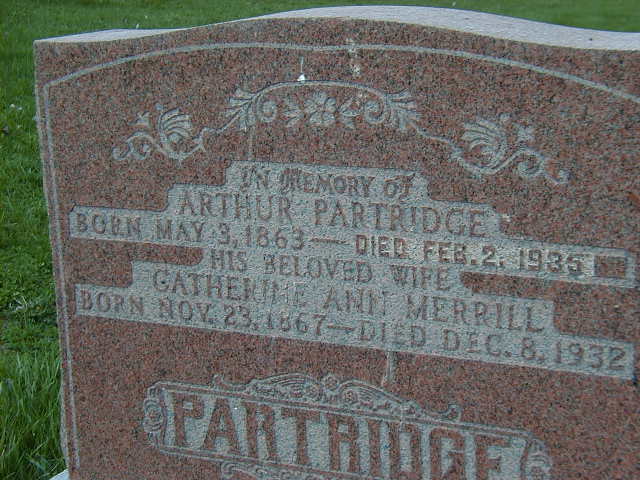 IN MEMORY OF
ARTHUR PARTRIDGE
BORN MAY 3, 1863 — DIED FEB. 2, 1935
HIS BELOVED WIFE
CATHERINE ANN MERRILL
BORN NOV. 23, 1867 — DIED DEC. 8, 1932
PARTRIDGE